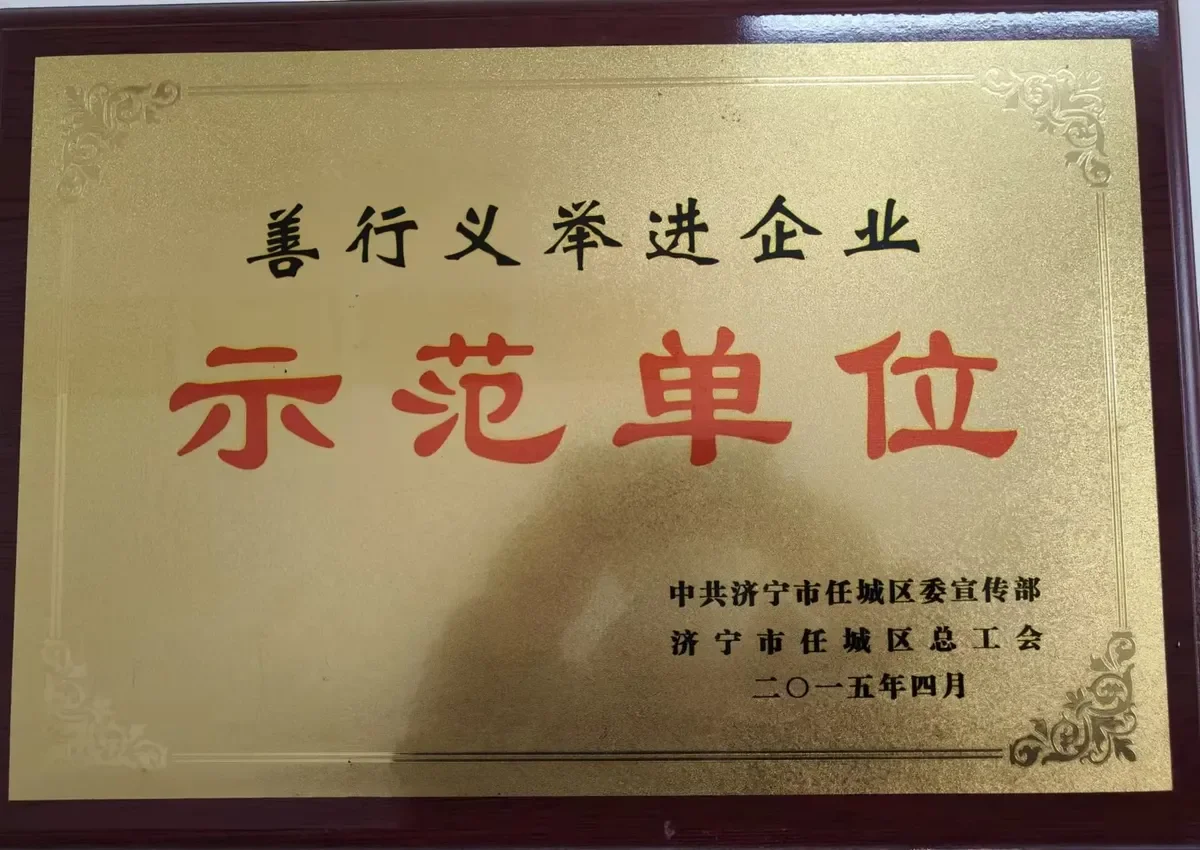 善行义举进企业
示范单位
中共济宁市任城区委宣传部
济宁市任城区总工会
二〇一五年四月